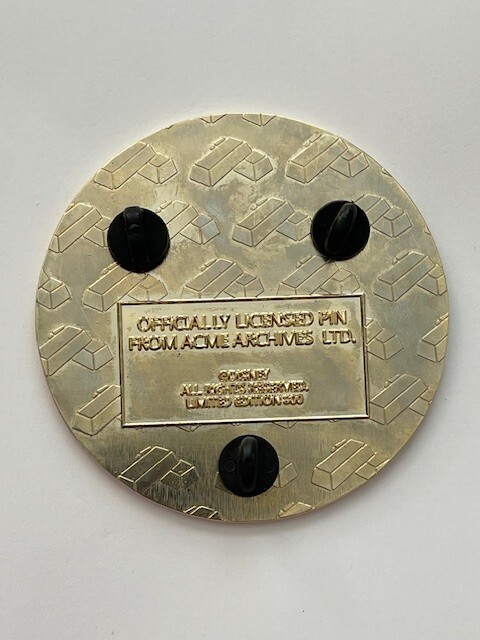 OFFICIALLY LICENSED PIN
FROM ACME ARCHIVES LTD.
©DISNEY
ALL RIGHTS RESERVED.
LIMITED EDITION 300